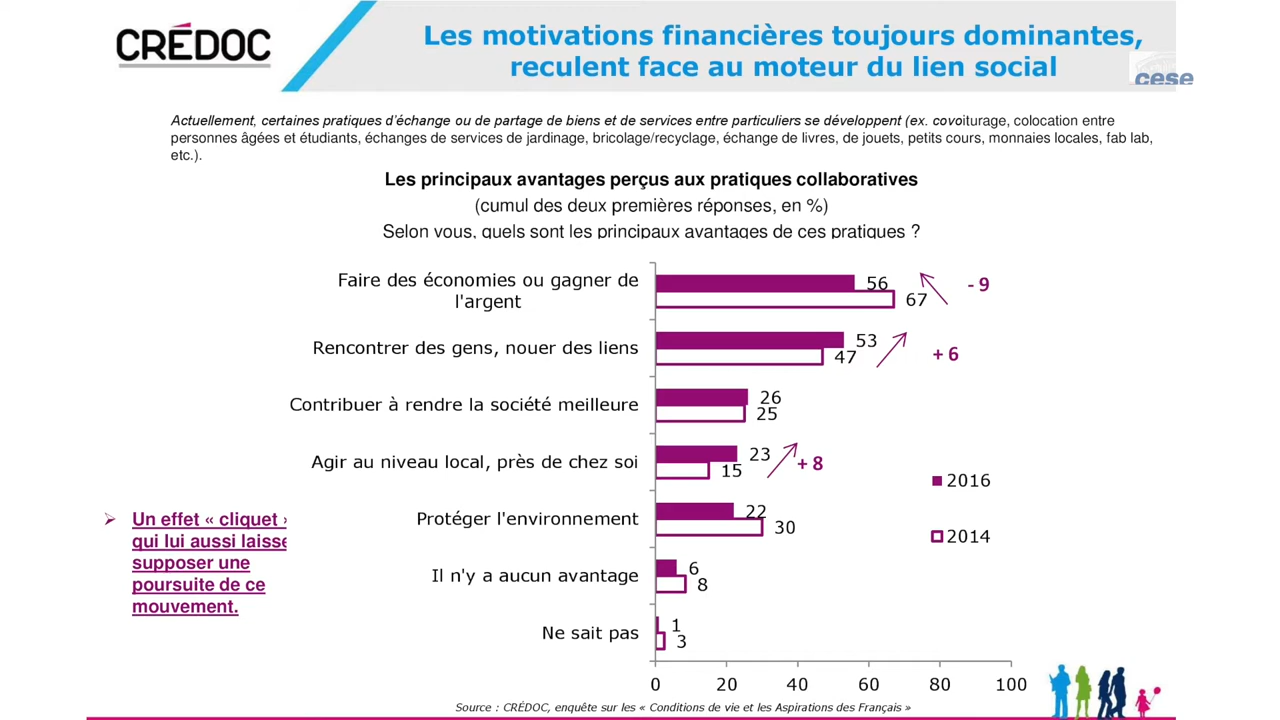 CRÉDOC
Les motivations financières toujours dominantes,
reculent face au moteur du lien social
cese
Actuellement, certaines pratiques d'échange ou de partage de biens et de services entre particuliers se développent (ex. covoiturage, colocation entre
personnes âgées et étudiants, échanges de services de jardinage, bricolage/recyclage, échange de livres, de jouets, petits cours, monnaies locales, fab lab,
etc.).
Les principaux avantages perçus aux pratiques collaboratives
(cumul des deux premières réponses, en %)
Selon vous, quels sont les principaux avantages de ces pratiques ?
Faire des économies ou gagner de
l'argent
56
67
- 9
Rencontrer des gens, nouer des liens
53
47
+ 6
Contribuer à rendre la société meilleure
26
25
Agir au niveau local, près de chez soi
23
15
+ 8
Protéger l'environnement
22
30
Il n'y a aucun avantage
6
8
Ne sait pas
1
3
0 20 40 60 80 100
2016
2014
Un effet « cliquet »
qui lui aussi laisse
supposer une
poursuite de ce
mouvement.
Source : CRÉDOC, enquête sur les « Conditions de vie et les Aspirations des Français »